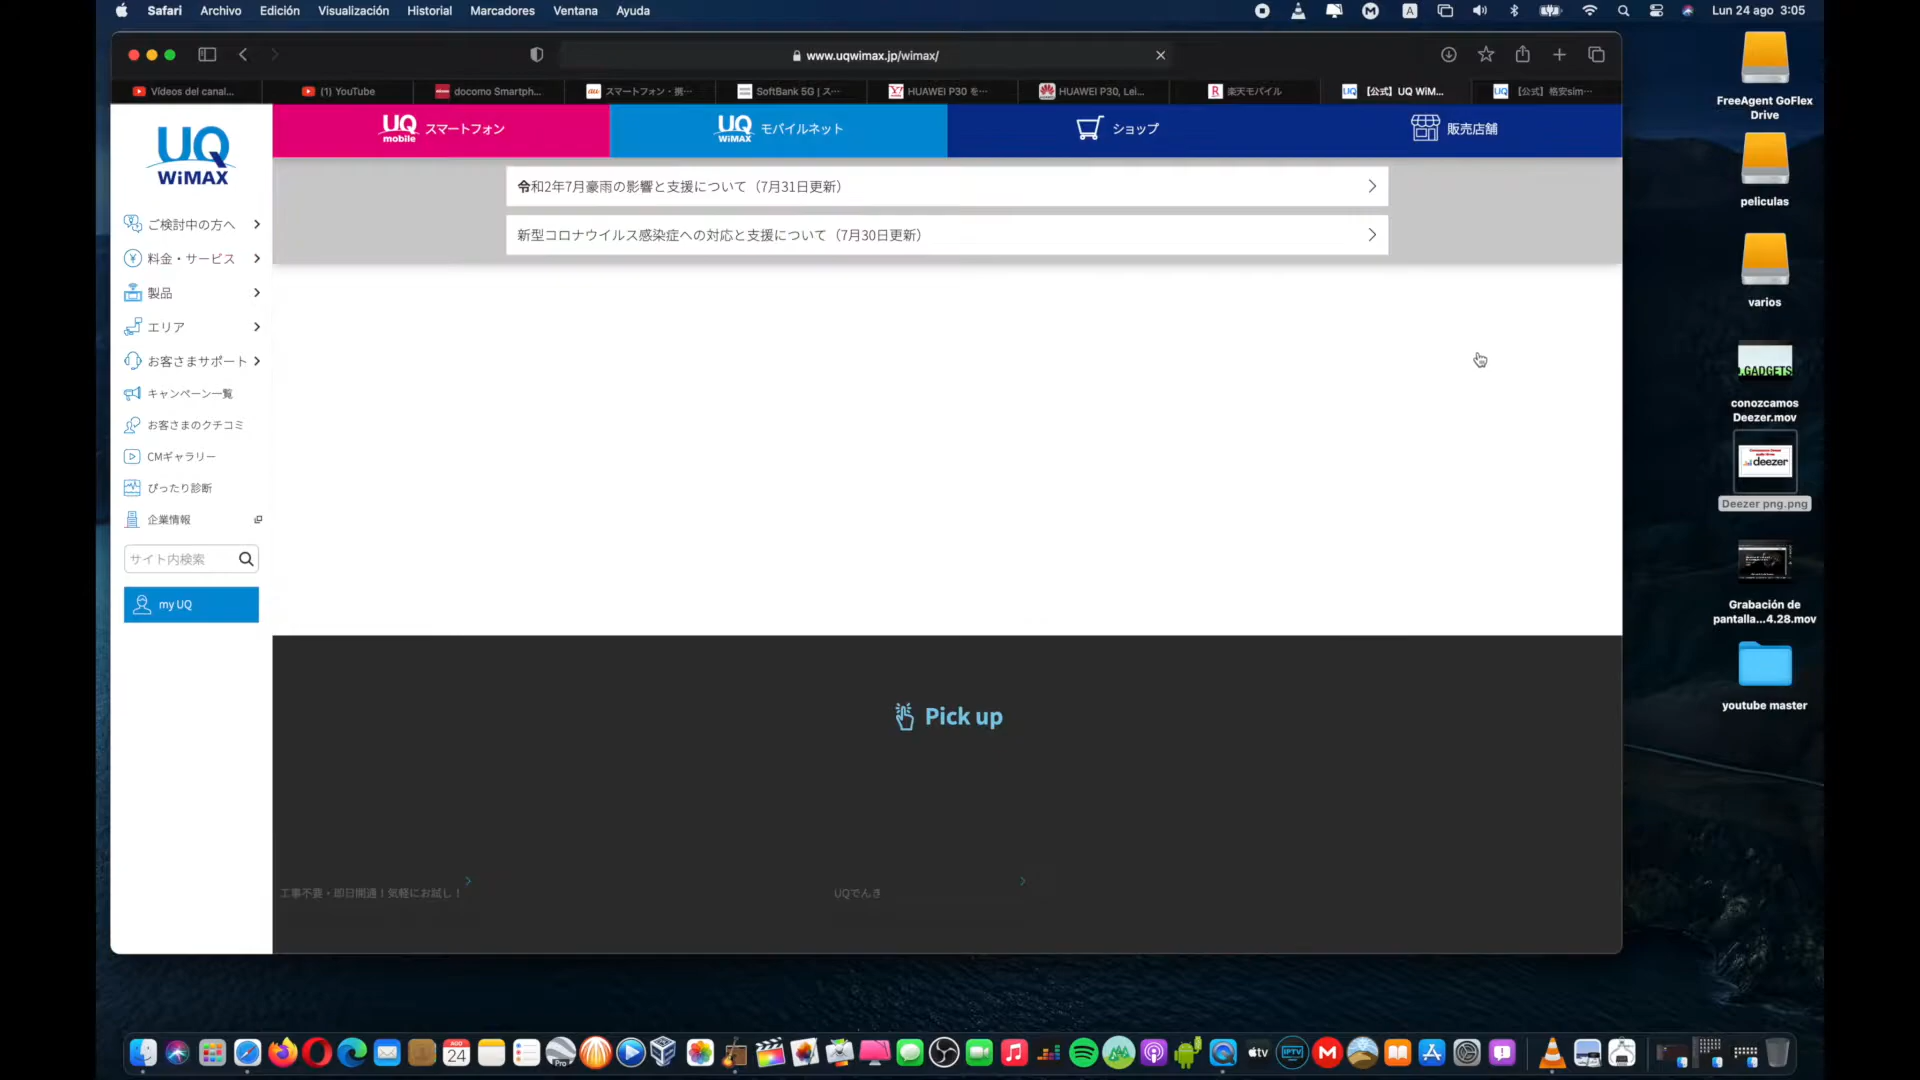 Safari Archivo Edición Visualización Historial Marcadores Ventana Ayuda
A
Lun 24 ago 3:05
www.uqwimax.jp/wimax/
Vídeos del canal...
(1) YouTube
docomo Smartph...
au スマートフォン・携…
SoftBank 5G | ス…
Y! HUAWEI P30 を…
HUAWEI P30, Lei...
R 楽天モバイル
UQ 【公式】UQ WiM...
UQ 【公式】格安sim…
UQ WiMAX
UQ mobile スマートフォン
UQ WiMAX モバイルネット
ショップ
販売店舗
令和2年7月豪雨の影響と支援について（7月31日更新）
新型コロナウイルス感染症への対応と支援について（7月30日更新）
ご検討中の方へ
料金・サービス
製品
エリア
お客さまサポート
キャンペーン一覧
お客さまのクチコミ
CMギャラリー
ぴったり診断
企業情報
サイト内検索
my UQ
Pick up
工事不要・即日開通！気軽にお試し！
UQでんき
FreeAgent GoFlex
Drive
peliculas
varios
.GADGETS
conozcamos
Deezer.mov
deezer
Deezer png.png
Grabación de
pantalla...4.28.mov
youtube master
AGO
24
Pro
tv
IPTV